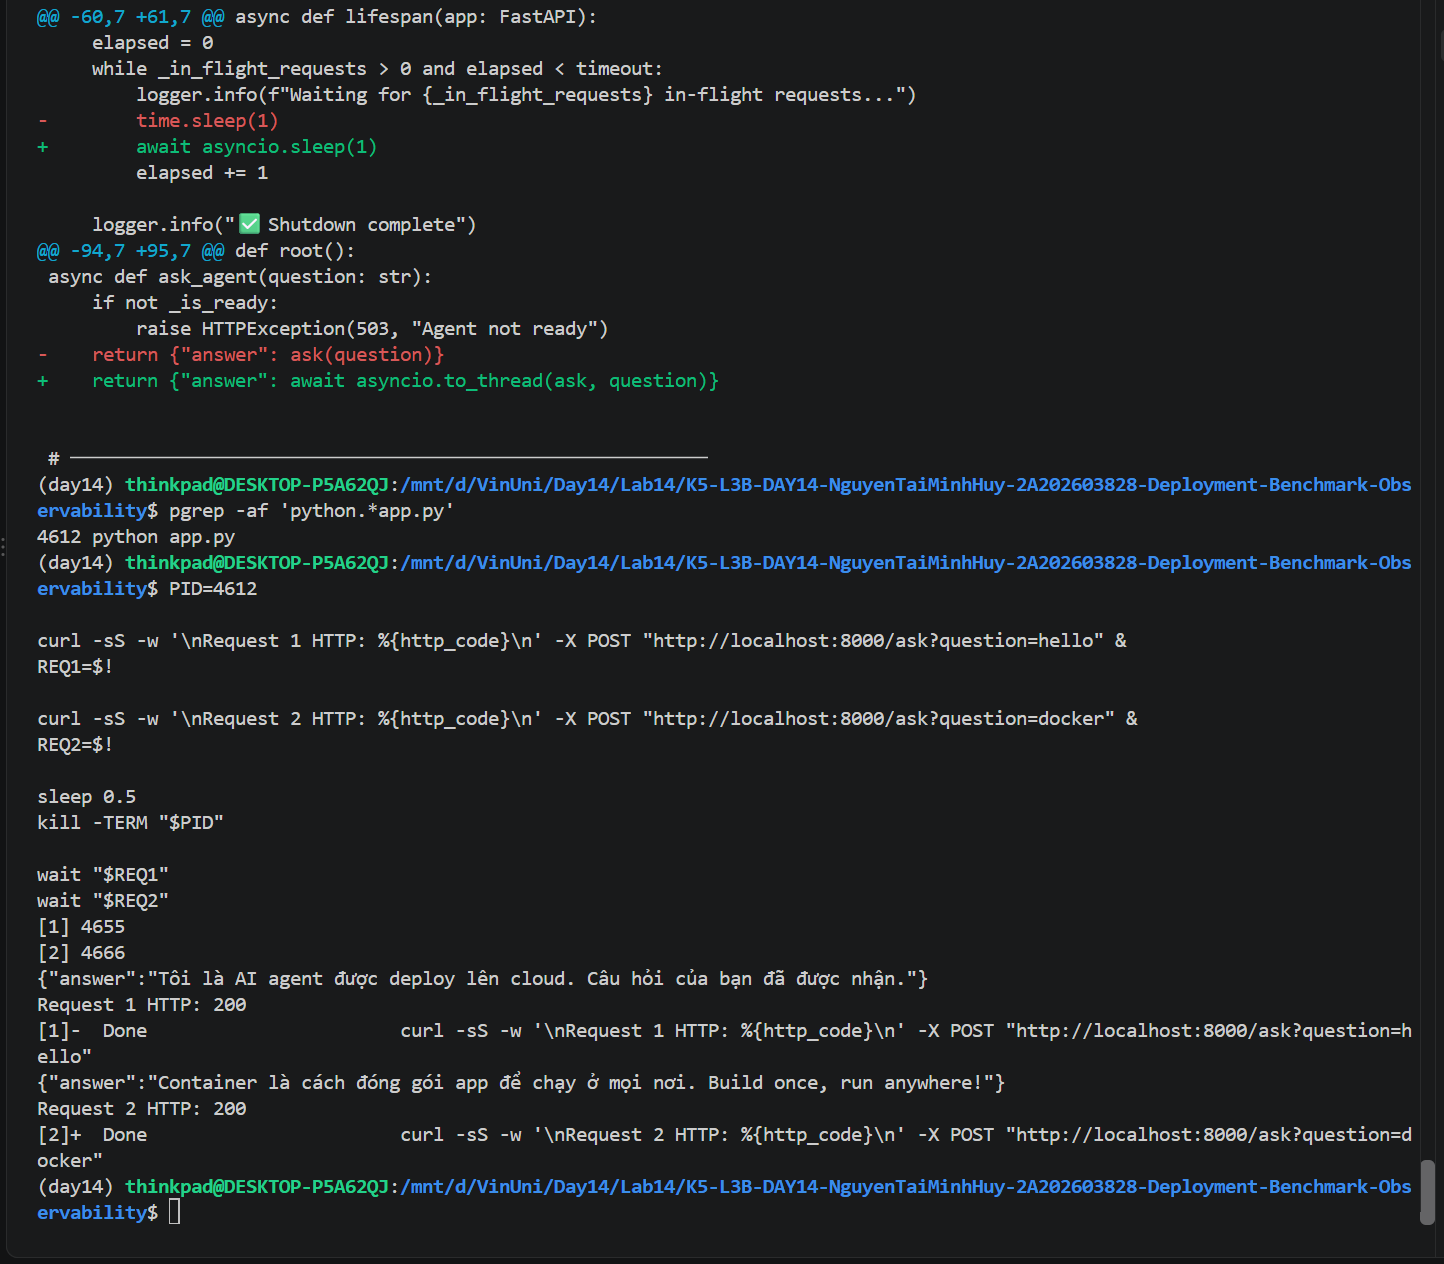 @@ -60,7 +61,7 @@ async def lifespan(app: FastAPI):
     elapsed = 0
     while _in_flight_requests > 0 and elapsed < timeout:
         logger.info(f"Waiting for {_in_flight_requests} in-flight requests...")
-        time.sleep(1)
+        await asyncio.sleep(1)
         elapsed += 1

     logger.info("✅ Shutdown complete")
@@ -94,7 +95,7 @@ def root():
 async def ask_agent(question: str):
     if not _is_ready:
         raise HTTPException(503, "Agent not ready")
-    return {"answer": ask(question)}
+    return {"answer": await asyncio.to_thread(ask, question)}


 # ──────────────────────────────────────────────────────────
(day14) thinkpad@DESKTOP-P5A62QJ:/mnt/d/VinUni/Day14/Lab14/K5-L3B-DAY14-NguyenTaiMinhHuy-2A202603828-Deployment-Benchmark-Obs
ervability$ pgrep -af 'python.*app.py'
4612 python app.py
(day14) thinkpad@DESKTOP-P5A62QJ:/mnt/d/VinUni/Day14/Lab14/K5-L3B-DAY14-NguyenTaiMinhHuy-2A202603828-Deployment-Benchmark-Obs
ervability$ PID=4612

curl -sS -w '\nRequest 1 HTTP: %{http_code}\n' -X POST "http://localhost:8000/ask?question=hello" &
REQ1=$!

curl -sS -w '\nRequest 2 HTTP: %{http_code}\n' -X POST "http://localhost:8000/ask?question=docker" &
REQ2=$!

sleep 0.5
kill -TERM "$PID"

wait "$REQ1"
wait "$REQ2"
[1] 4655
[2] 4666
{"answer":"Tôi là AI agent được deploy lên cloud. Câu hỏi của bạn đã được nhận."}
Request 1 HTTP: 200
[1]-  Done                       curl -sS -w '\nRequest 1 HTTP: %{http_code}\n' -X POST "http://localhost:8000/ask?question=h
ello"
{"answer":"Container là cách đóng gói app để chạy ở mọi nơi. Build once, run anywhere!"}
Request 2 HTTP: 200
[2]+  Done                       curl -sS -w '\nRequest 2 HTTP: %{http_code}\n' -X POST "http://localhost:8000/ask?question=d
ocker"
(day14) thinkpad@DESKTOP-P5A62QJ:/mnt/d/VinUni/Day14/Lab14/K5-L3B-DAY14-NguyenTaiMinhHuy-2A202603828-Deployment-Benchmark-Obs
ervability$